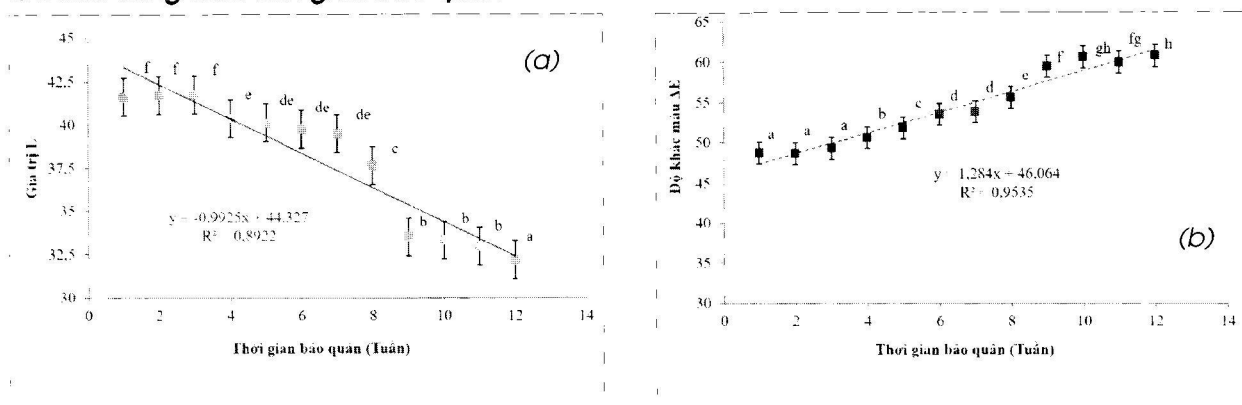 (a)
Giá trị L
45
42.5
40
37.5
35
32.5
30
f f f e de de de c b b b a
y = -0.9925x + 44.327
R² = 0.8922
0 2 4 6 8 10 12 14
Thời gian bảo quản (Tuần)
(b)
Độ khác màu ΔE
65
60
55
50
45
40
35
30
a a a b c d d e f gh fg h
y = 1,284x + 46,064
R² = 0,9535
0 2 4 6 8 10 12 14
Thời gian bảo quản (Tuần)